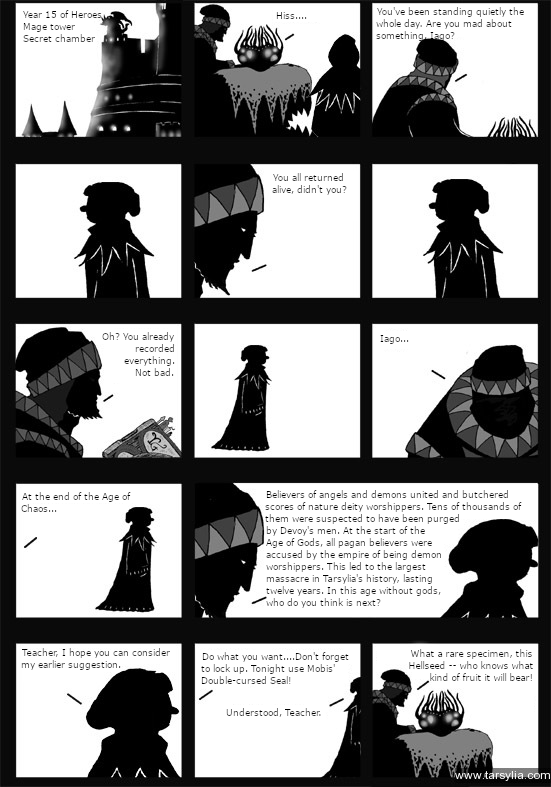 Year 15 of Heroes
Mage tower
Secret chamber
Hiss....
You've been standing quietly the
whole day. Are you mad about
something, Iago?
You all returned
alive, didn't you?
Oh? You already
recorded
everything.
Not bad.
Iago...
At the end of the Age of
Chaos...
Believers of angels and demons united and butchered
scores of nature deity worshippers. Tens of thousands of
them were suspected to have been purged
by Devoy's men. At the start of the
Age of Gods, all pagan believers were
accused by the empire of being demon
worshippers. This led to the largest
massacre in Tarsylia's history, lasting
twelve years. In this age without gods,
who do you think is next?
Teacher, I hope you can consider
my earlier suggestion.
Do what you want....Don't forget
to lock up. Tonight use Mobis'
Double-cursed Seal!
Understood, Teacher.
What a rare specimen, this
Hellseed -- who knows what
kind of fruit it will bear!
www.tarsylia.com